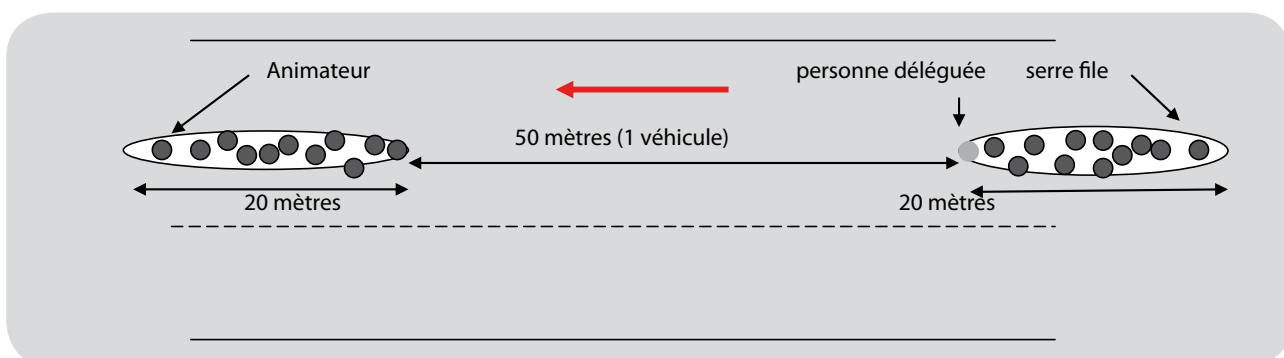 Animateur
personne déléguée
serre file
50 mètres (1 véhicule)
20 mètres
20 mètres